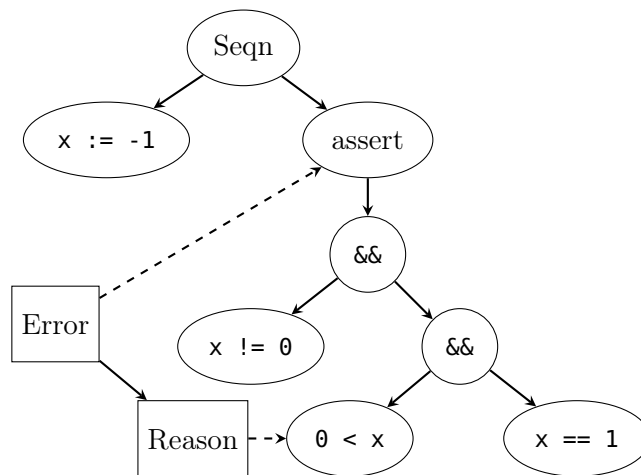 Seqn
x := -1
assert
&&
Error
x != 0
&&
Reason
0 < x
x == 1